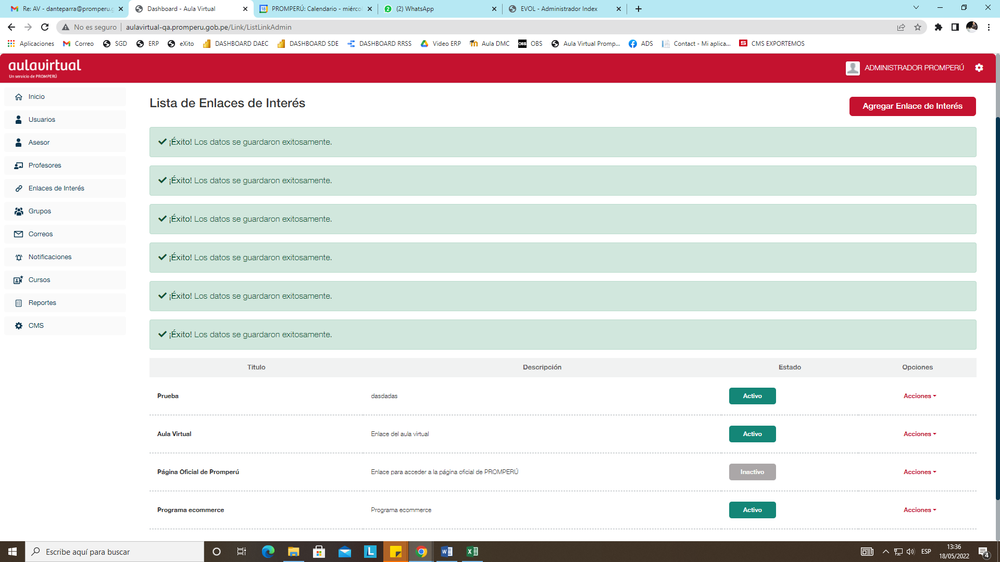 Re: AV - danteparra@promperu.g
Dashboard - Aula Virtual
PROMPERÚ: Calendario - miérco
(2) WhatsApp
EVOL - Administrador Index
No es seguro
aulavirtual-qa.promperu.gob.pe/Link/ListLinkAdmin
Aplicaciones
Correo
SGD
ERP
eXito
DASHBOARD DAEC
DASHBOARD SDE
DASHBOARD RRSS
Video ERP
Aula DMC
OBS
OBS
Aula Virtual Promp...
ADS
Contact - Mi aplica...
CMS EXPORTEMOS
aulavirtual
Un servicio de PROMPERÚ
ADMINISTRADOR PROMPERÚ
Inicio
Usuarios
Asesor
Profesores
Enlaces de Interés
Grupos
Correos
Notificaciones
Cursos
Reportes
CMS
Lista de Enlaces de Interés
Agregar Enlace de Interés
¡Éxito! Los datos se guardaron exitosamente.
¡Éxito! Los datos se guardaron exitosamente.
¡Éxito! Los datos se guardaron exitosamente.
¡Éxito! Los datos se guardaron exitosamente.
¡Éxito! Los datos se guardaron exitosamente.
¡Éxito! Los datos se guardaron exitosamente.
Título Descripción Estado Opciones
Prueba dasdadas Activo Acciones
Aula Virtual Enlace del aula virtual Activo Acciones
Página Oficial de Promperú Enlace para acceder a la página oficial de PROMPERÚ Inactivo Acciones
Programa ecommerce Programa ecommerce Activo Acciones
Escribe aquí para buscar
ESP
13:36
18/05/2022
4